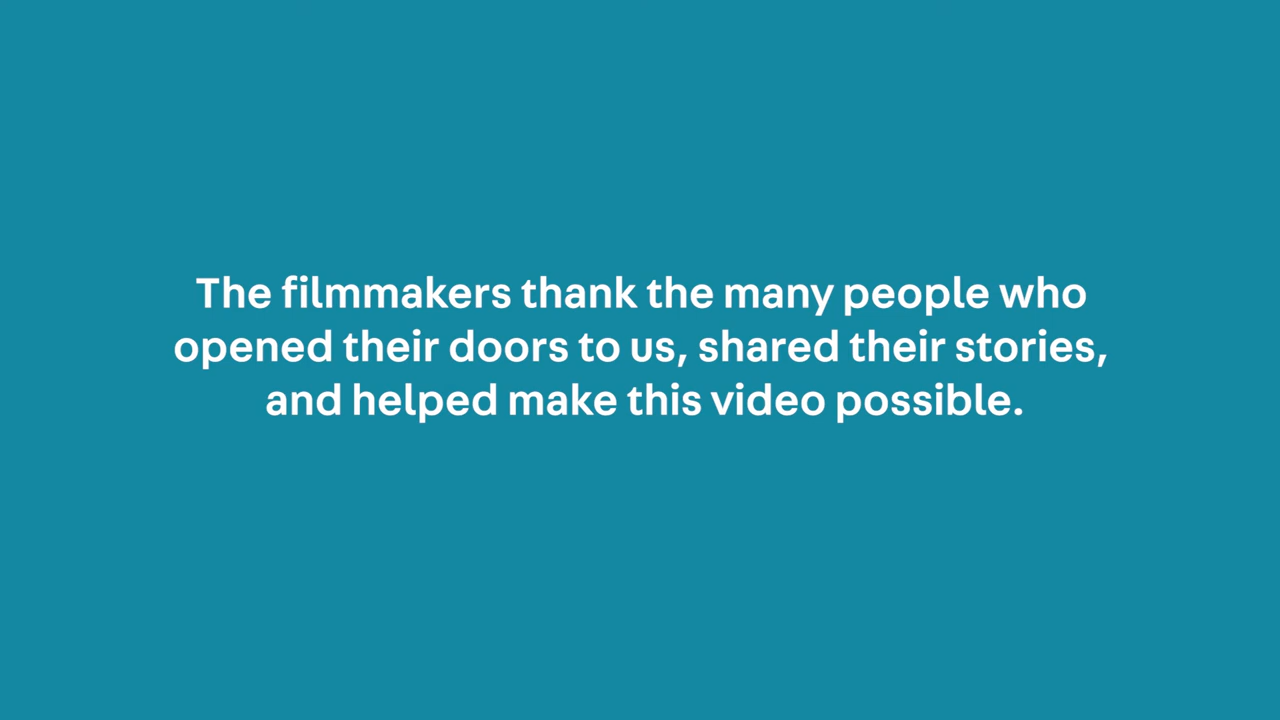 The filmmakers thank the many people who
opened their doors to us, shared their stories,
and helped make this video possible.